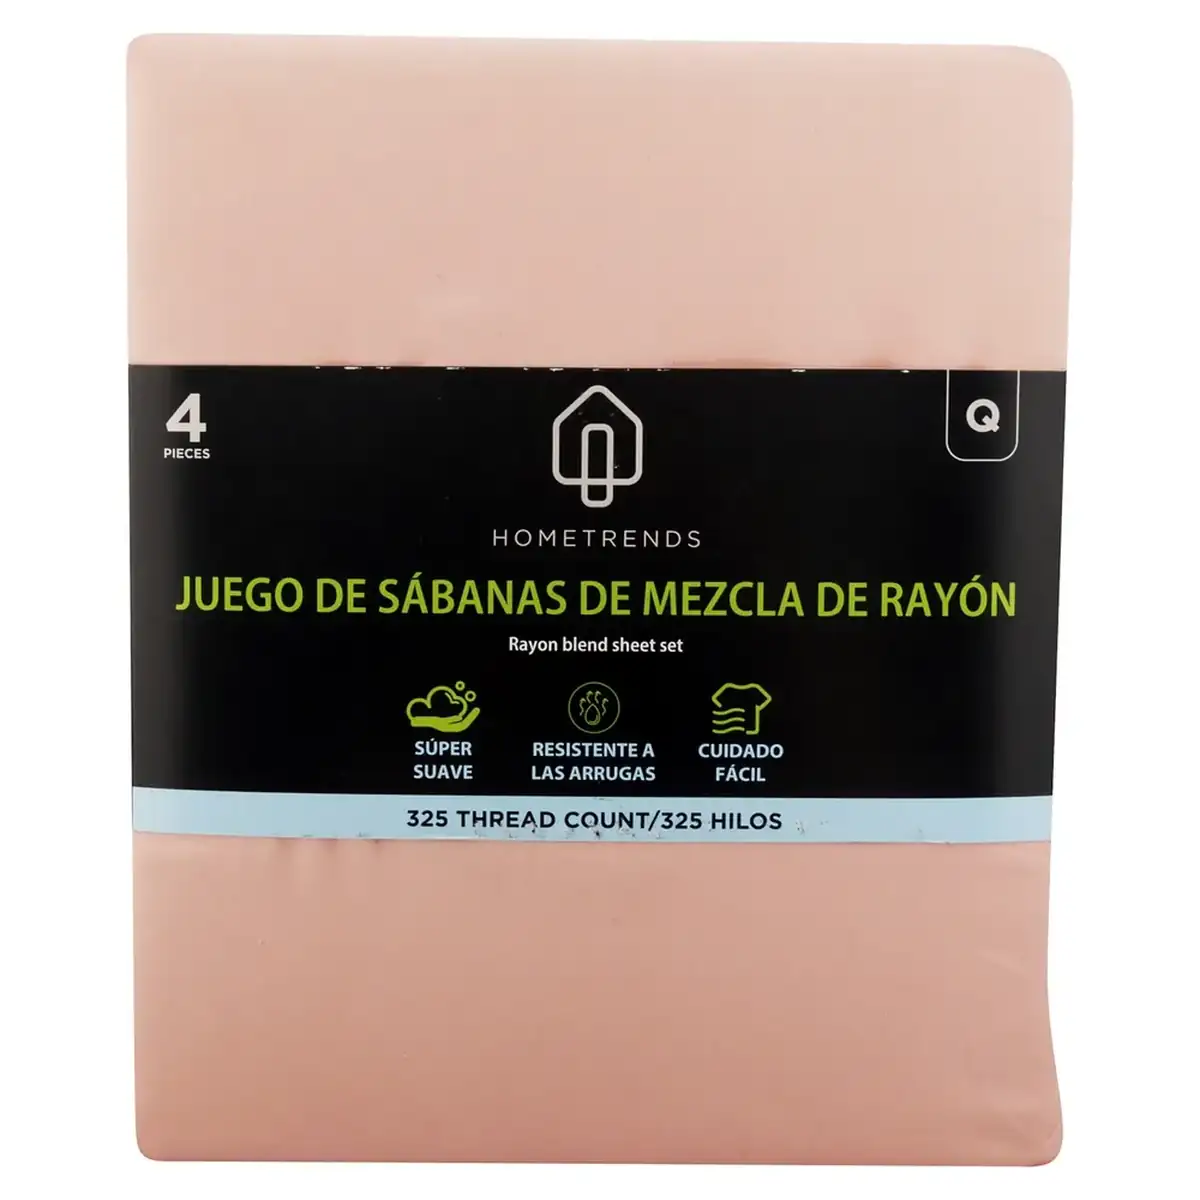 4
PIECES
Q
HOMETRENDS
JUEGO DE SÁBANAS DE MEZCLA DE RAYÓN
Rayon blend sheet set
SÚPER
SUAVE
RESISTENTE A
LAS ARRUGAS
CUIDADO
FÁCIL
325 THREAD COUNT/325 HILOS